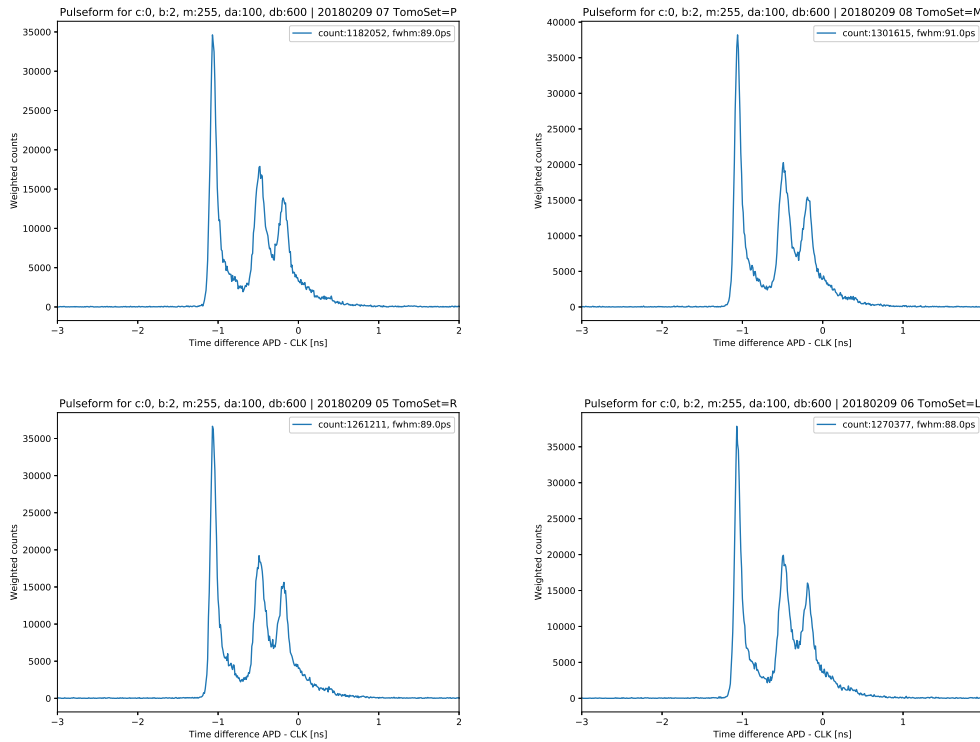 Pulseform for c:0, b:2, m:255, da:100, db:600 | 20180209 07 TomoSet=P
count:1182052, fwhm:89.0ps
Weighted counts
35000
30000
25000
20000
15000
10000
5000
0
−3 −2 −1 0 1 2
Time difference APD - CLK [ns]
Pulseform for c:0, b:2, m:255, da:100, db:600 | 20180209 08 TomoSet=M
count:1301615, fwhm:91.0ps
Weighted counts
40000
35000
30000
25000
20000
15000
10000
5000
0
−3 −2 −1 0 1
Time difference APD - CLK [ns]
Pulseform for c:0, b:2, m:255, da:100, db:600 | 20180209 05 TomoSet=R
count:1261211, fwhm:89.0ps
Weighted counts
35000
30000
25000
20000
15000
10000
5000
0
−3 −2 −1 0 1 2
Time difference APD - CLK [ns]
Pulseform for c:0, b:2, m:255, da:100, db:600 | 20180209 06 TomoSet=L
count:1270377, fwhm:88.0ps
Weighted counts
35000
30000
25000
20000
15000
10000
5000
0
−3 −2 −1 0 1
Time difference APD - CLK [ns]